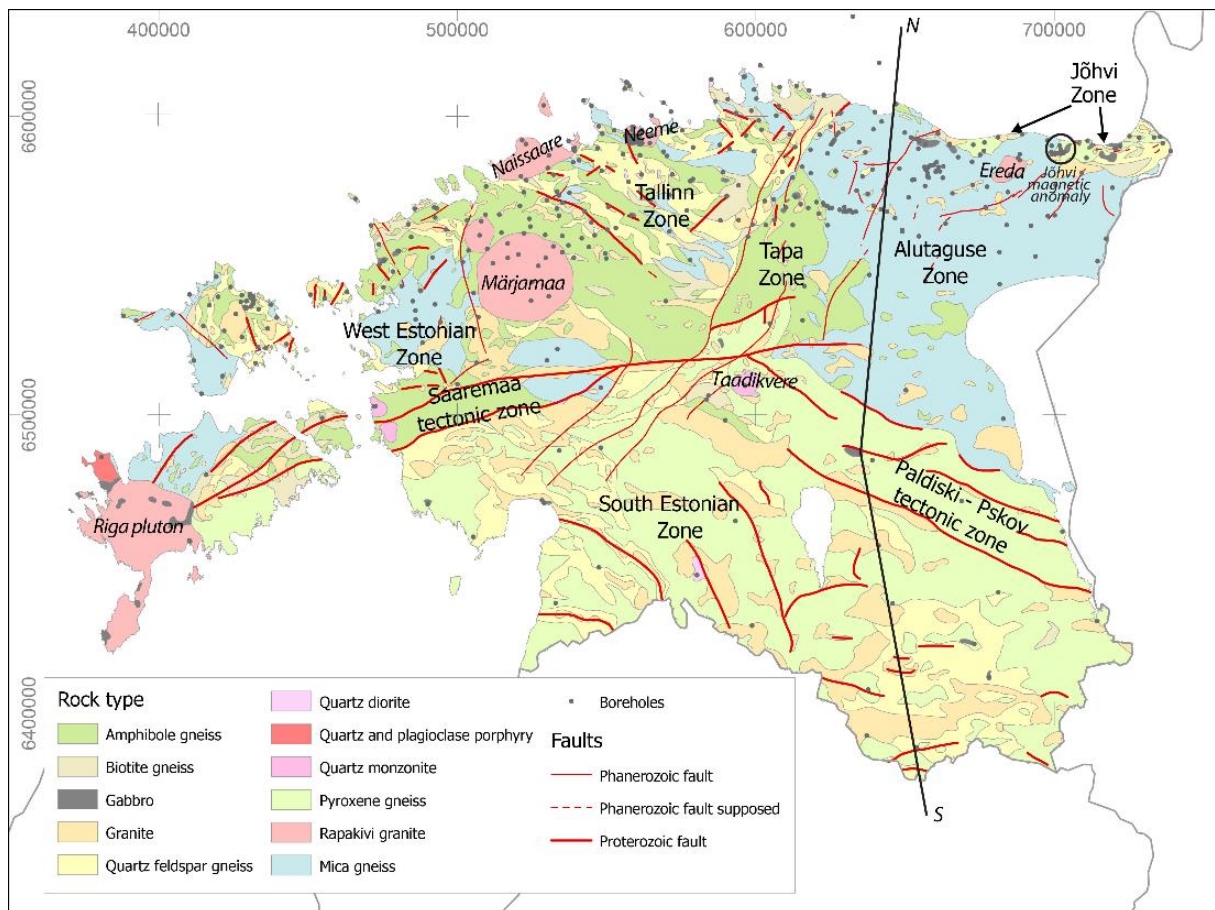 400000
500000
600000
700000
N
Jõhvi
Zone
6600000
Naissaare
Neeme
Ereda
Jõhvi
magnetic
anomaly
Tallinn
Zone
Tapa
Zone
Alutaguse
Zone
Märjamaa
West Estonian
Zone
Taadikvere
Saaremaa
tectonic zone
6500000
Paldiski - Pskov
tectonic zone
Riga pluton
South Estonian
Zone
6400000
S
Rock type
Amphibole gneiss
Biotite gneiss
Gabbro
Granite
Quartz feldspar gneiss
Quartz diorite
Quartz and plagioclase porphyry
Quartz monzonite
Pyroxene gneiss
Rapakivi granite
Mica gneiss
Boreholes
Faults
Phanerozoic fault
Phanerozoic fault supposed
Proterozoic fault